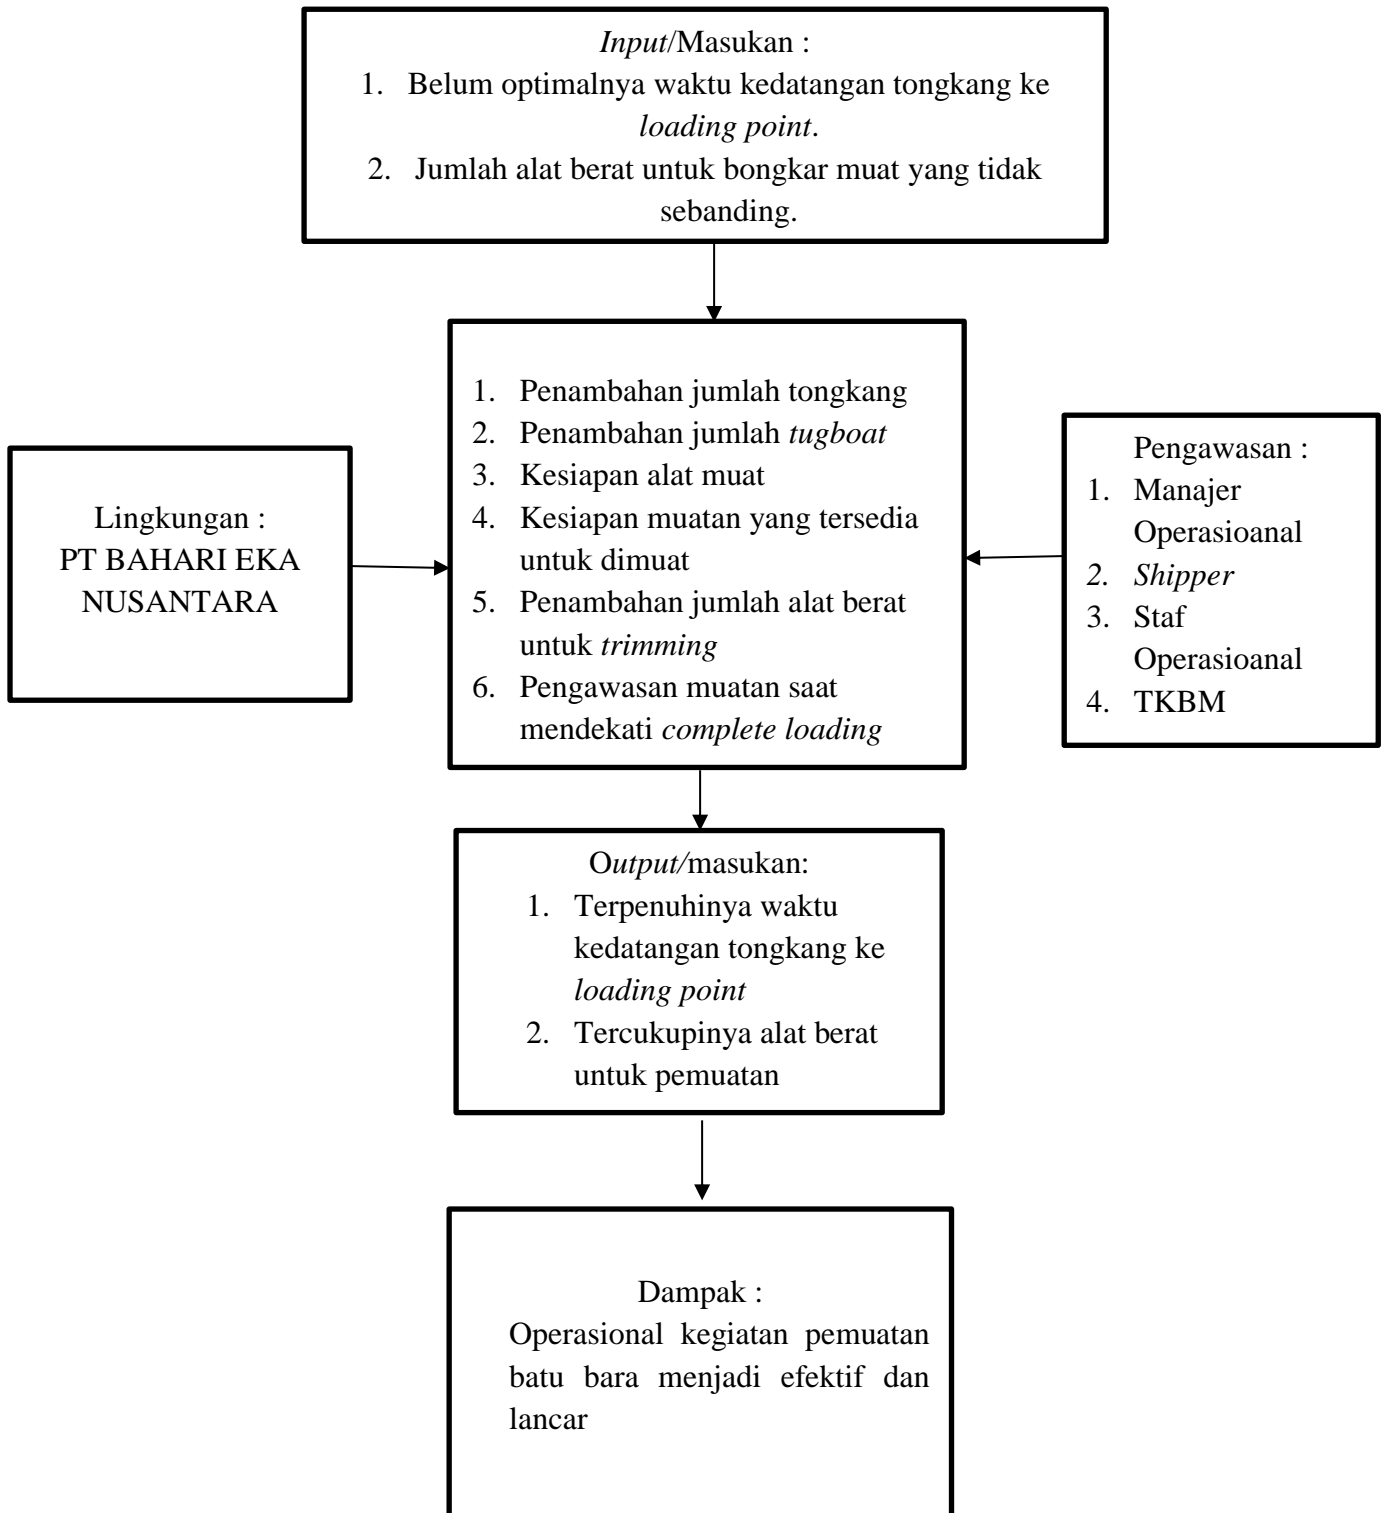 Input/Masukan :
1. Belum optimalnya waktu kedatangan tongkang ke
loading point.
2. Jumlah alat berat untuk bongkar muat yang tidak
sebanding.
1. Penambahan jumlah tongkang
2. Penambahan jumlah tugboat
3. Kesiapan alat muat
4. Kesiapan muatan yang tersedia
untuk dimuat
5. Penambahan jumlah alat berat
untuk trimming
6. Pengawasan muatan saat
mendekati complete loading
Lingkungan :
PT BAHARI EKA
NUSANTARA
Pengawasan :
1. Manajer
Operasioanal
2. Shipper
3. Staf
Operasioanal
4. TKBM
Output/masukan:
1. Terpenuhinya waktu
kedatangan tongkang ke
loading point
2. Tercukupinya alat berat
untuk pemuatan
Dampak :
Operasional kegiatan pemuatan
batu bara menjadi efektif dan
lancar